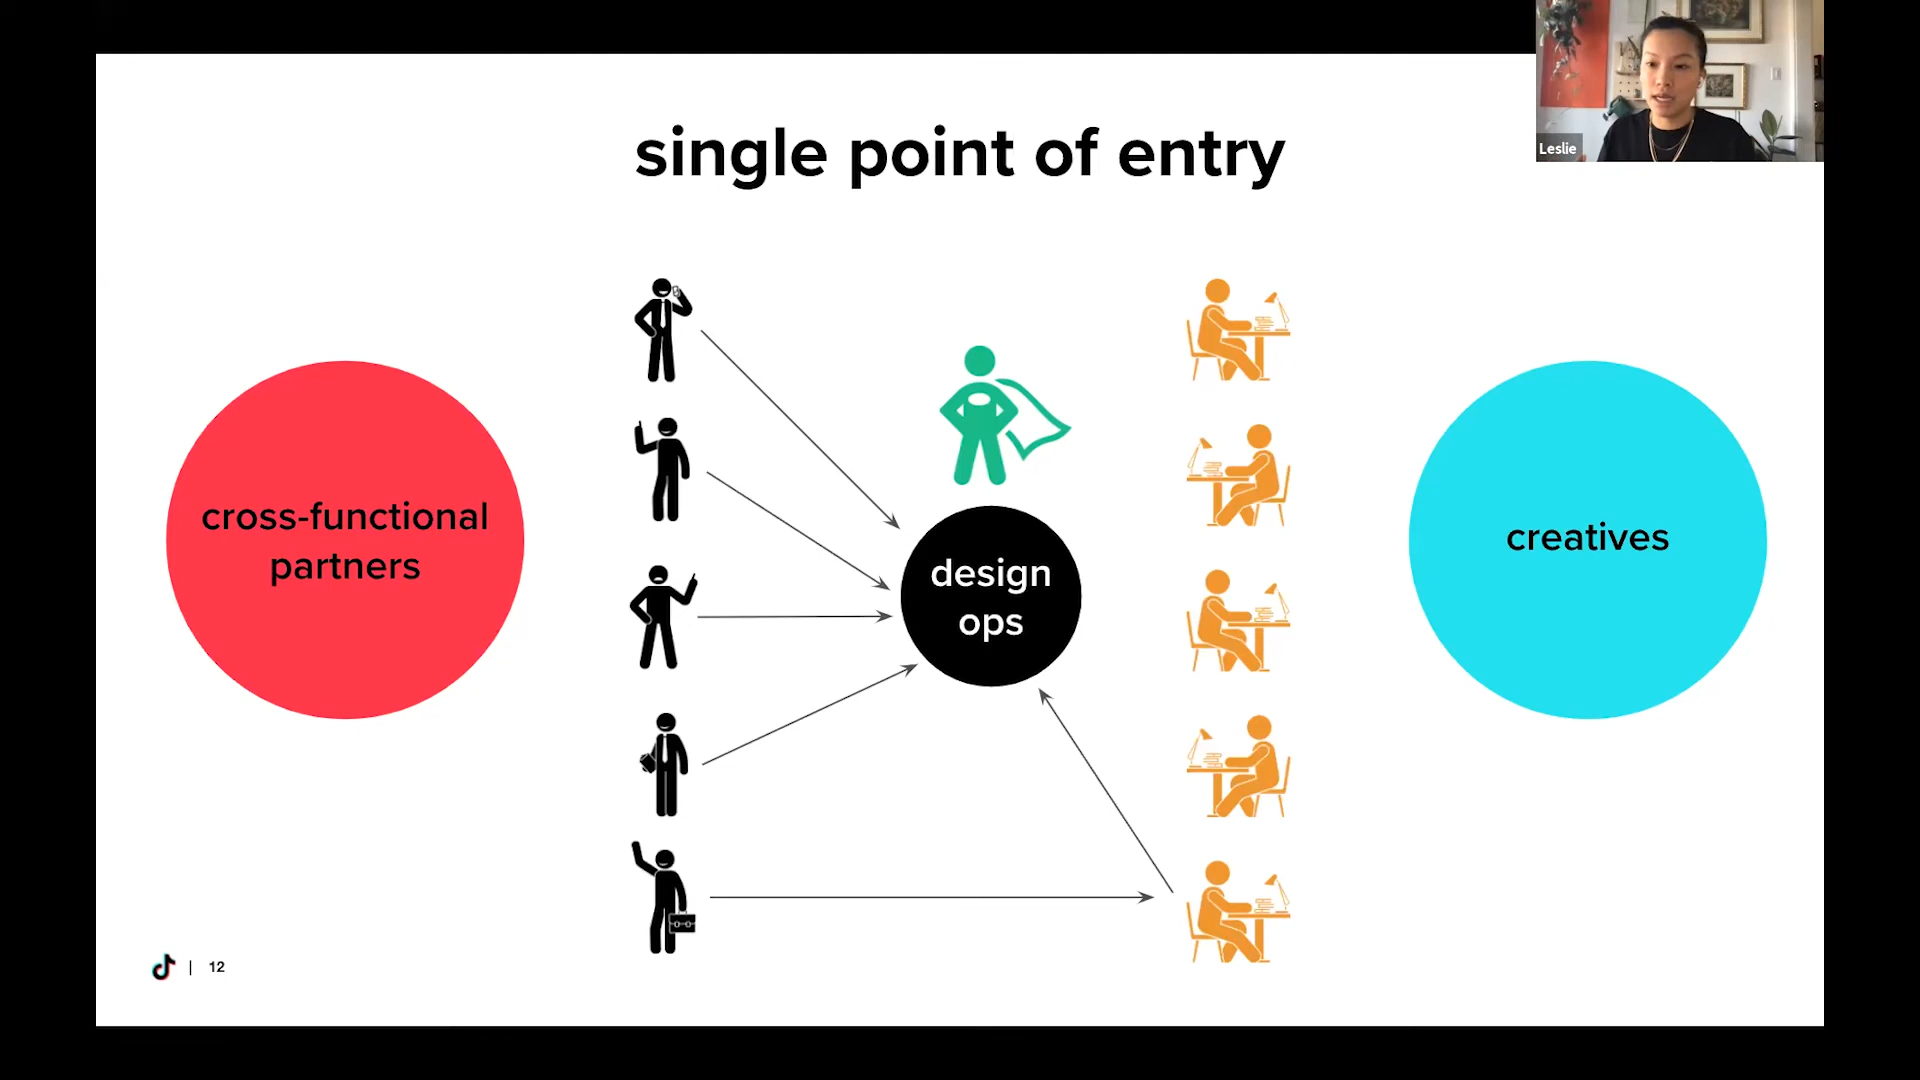 Leslie
single point of entry
cross-functional
partners
design
ops
creatives
| 12